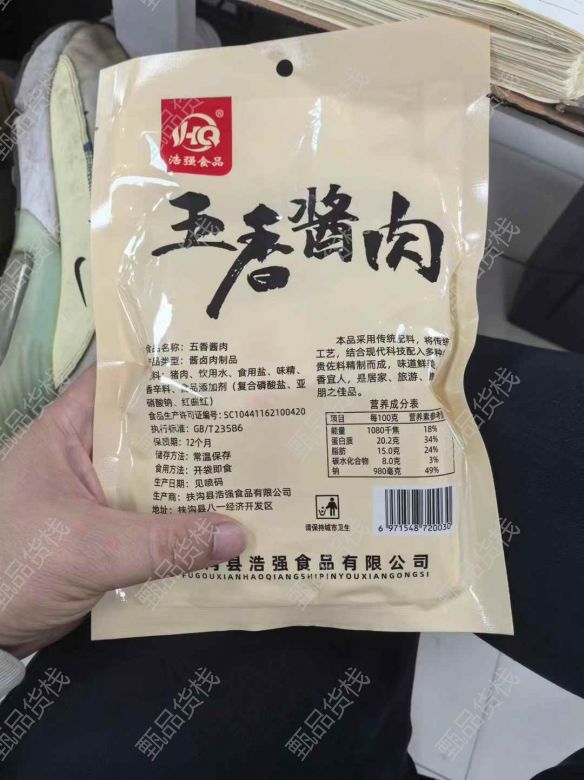 VHQ®
浩强食品
五香酱肉
食品名称：五香酱肉
产品类型：酱卤肉制品
料：猪肉、饮用水、食用盐、味精、
香辛料、食品添加剂（复合磷酸盐、亚
硝酸钠、红曲红）
食品生产许可证编号：SC10441162100420
执行标准：GB/T23586
保质期：12个月
储存方法：常温保存
食用方法：开袋即食
生产日期：见喷码
生产商：扶沟县浩强食品有限公司
地址：扶沟县八一经济开发区
本品采用传统配料，将传统
工艺，结合现代科技配入多种
贵佐料精制而成，味道鲜美
香宜人，是居家、旅游、
朋之佳品。
营养成分表
项目 每100克 营养素参考值
能量 1080千焦 18%
蛋白质 20.2克 34%
脂肪 15.0克 24%
碳水化合物 8.0克 3%
钠 980毫克 49%
请保持城市卫生
6 971548 720030
沟县浩强食品有限公司
FUGOUXIANHAOQIANGSHIPINYOUXIANGONGSI
甄品货栈